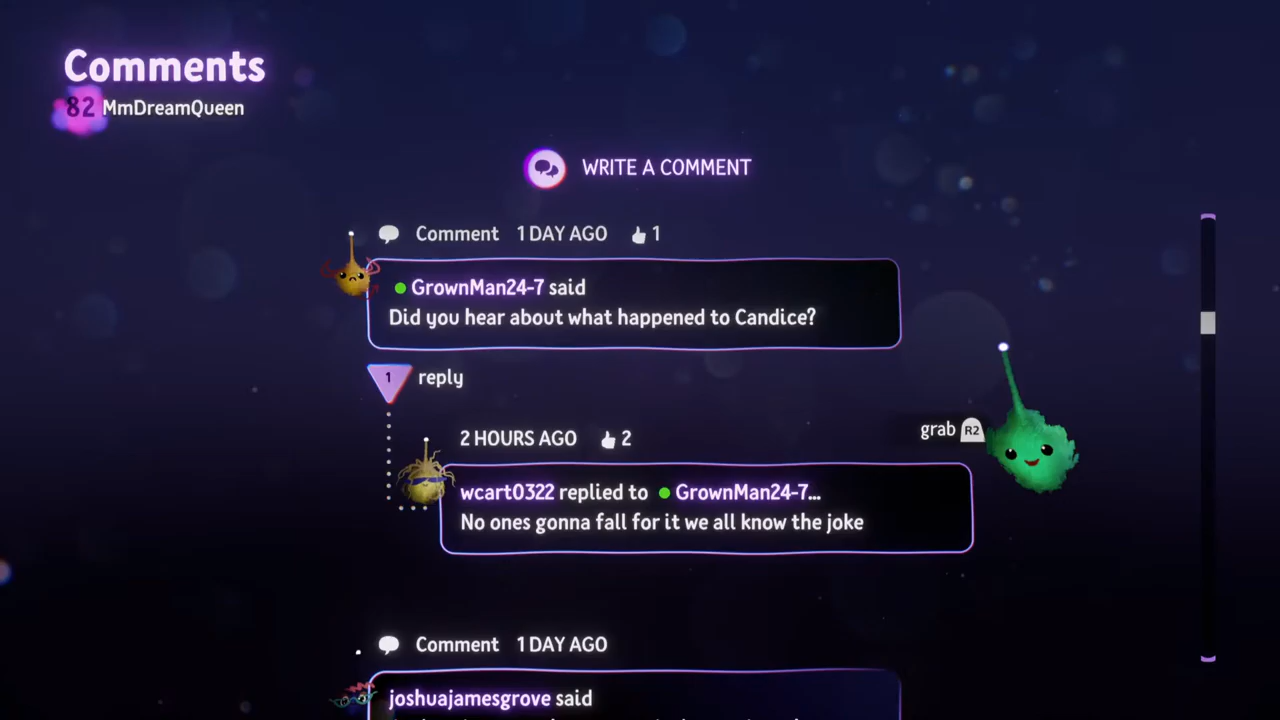 Comments
82 MmDreamQueen
WRITE A COMMENT
Comment 1 DAY AGO 1
GrownMan24-7 said
Did you hear about what happened to Candice?
1 reply
2 HOURS AGO 2
grab R2
wcart0322 replied to GrownMan24-7...
No ones gonna fall for it we all know the joke
Comment 1 DAY AGO
joshuajamesgrove said